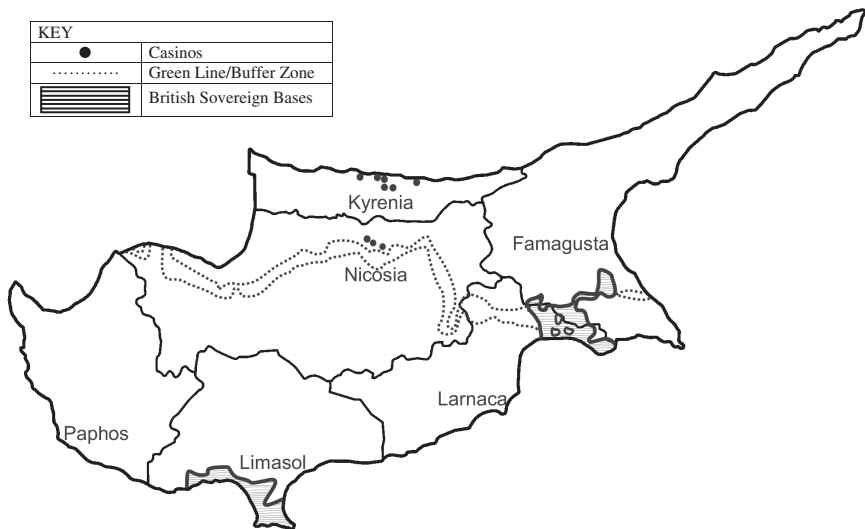 KEY
Casinos
Green Line/Buffer Zone
British Sovereign Bases
Kyrenia
Famagusta
Nicosia
Larnaca
Paphos
Limasol